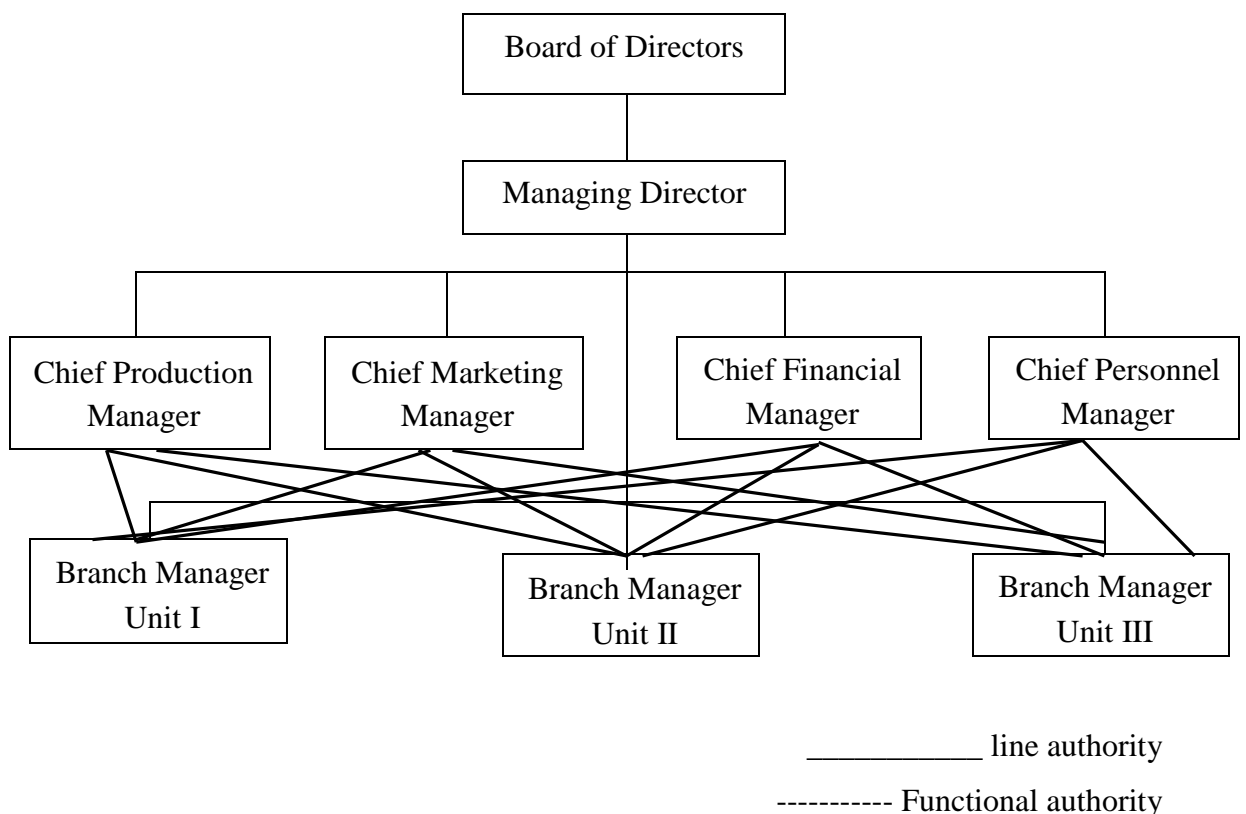 Board of Directors
Managing Director
Chief Production
Manager
Chief Marketing
Manager
Chief Financial
Manager
Chief Personnel
Manager
Branch Manager
Unit I
Branch Manager
Unit II
Branch Manager
Unit III
___________ line authority
----------- Functional authority